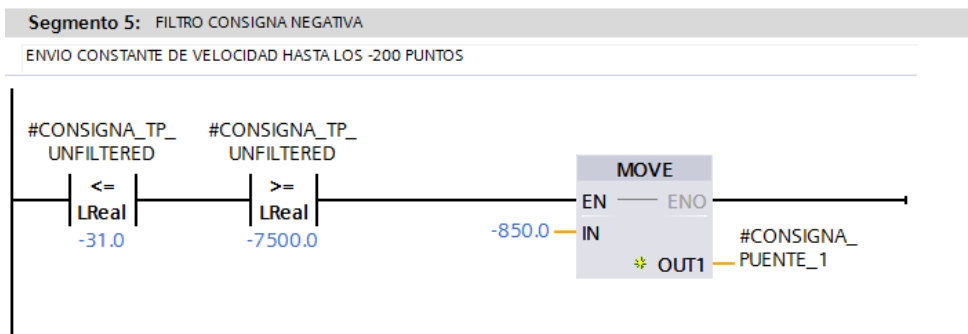 Segmento 5: FILTRO CONSIGNA NEGATIVA
ENVIO CONSTANTE DE VELOCIDAD HASTA LOS -200 PUNTOS
#CONSIGNA_TP_
UNFILTERED
<=
LReal
-31.0
#CONSIGNA_TP_
UNFILTERED
>=
LReal
-7500.0
MOVE
EN
ENO
-850.0
IN
OUT1
#CONSIGNA_
PUENTE_1